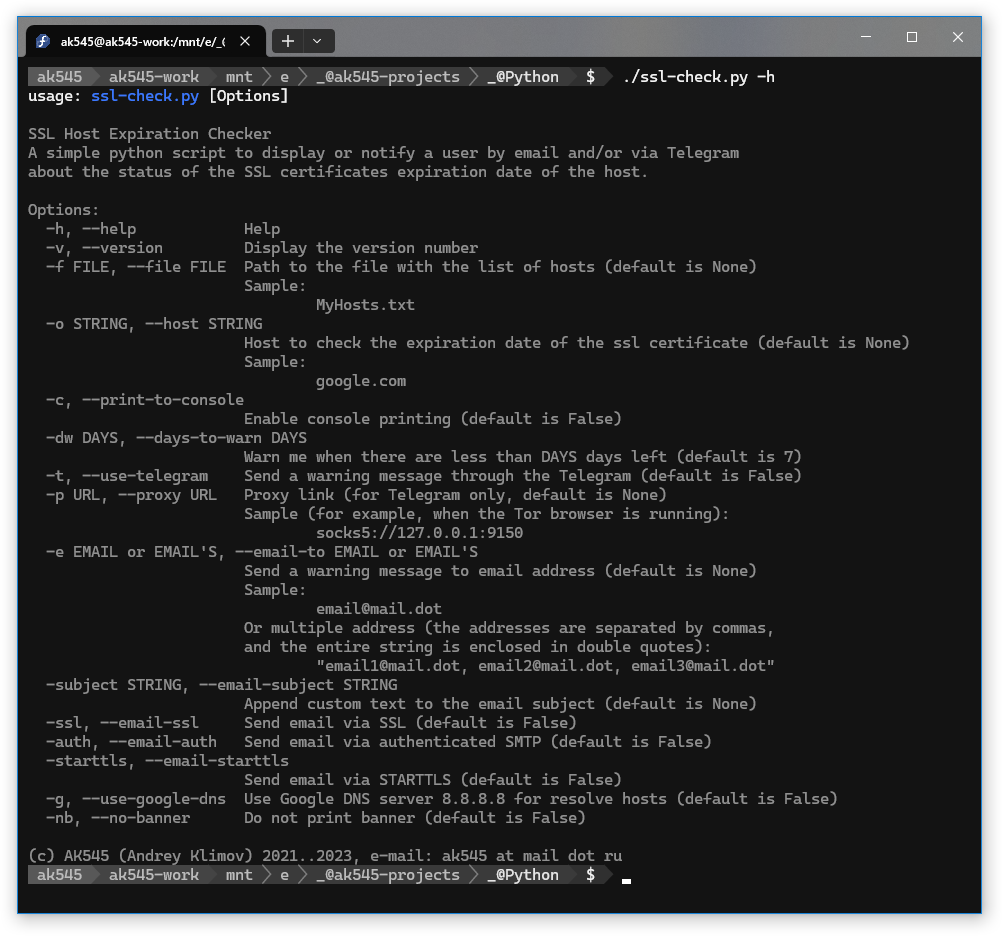 ak545@ak545-work:/mnt/e/_(
ak545 ak545-work mnt e _@ak545-projects _@Python $ ./ssl-check.py -h
usage: ssl-check.py [Options]
SSL Host Expiration Checker
A simple python script to display or notify a user by email and/or via Telegram
about the status of the SSL certificates expiration date of the host.
Options:
-h, --help Help
-v, --version Display the version number
-f FILE, --file FILE Path to the file with the list of hosts (default is None)
Sample:
MyHosts.txt
-o STRING, --host STRING
Host to check the expiration date of the ssl certificate (default is None)
Sample:
google.com
-c, --print-to-console
Enable console printing (default is False)
-dw DAYS, --days-to-warn DAYS
Warn me when there are less than DAYS days left (default is 7)
-t, --use-telegram Send a warning message through the Telegram (default is False)
-p URL, --proxy URL Proxy link (for Telegram only, default is None)
Sample (for example, when the Tor browser is running):
socks5://127.0.0.1:9150
-e EMAIL or EMAIL'S, --email-to EMAIL or EMAIL'S
Send a warning message to email address (default is None)
Sample:
email@mail.dot
Or multiple address (the addresses are separated by commas,
and the entire string is enclosed in double quotes):
"email1@mail.dot, email2@mail.dot, email3@mail.dot"
-subject STRING, --email-subject STRING
Append custom text to the email subject (default is None)
-ssl, --email-ssl Send email via SSL (default is False)
-auth, --email-auth Send email via authenticated SMTP (default is False)
-starttls, --email-starttls
Send email via STARTTLS (default is False)
-g, --use-google-dns Use Google DNS server 8.8.8.8 for resolve hosts (default is False)
-nb, --no-banner Do not print banner (default is False)
(c) AK545 (Andrey Klimov) 2021..2023, e-mail: ak545 at mail dot ru
ak545 ak545-work mnt e _@ak545-projects _@Python $